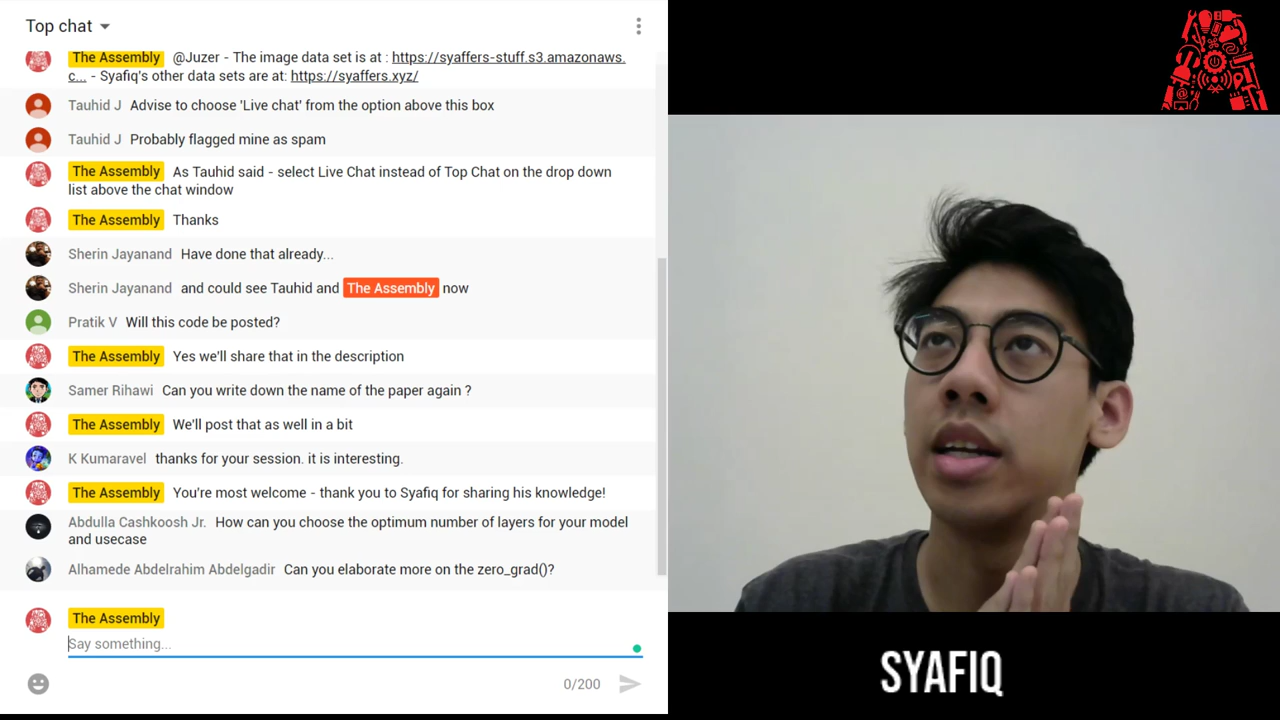 Top chat
The Assembly @Juzer - The image data set is at : https://syaffers-stuff.s3.amazonaws.
c... - Syafiq's other data sets are at: https://syaffers.xyz/
Tauhid J Advise to choose 'Live chat' from the option above this box
Tauhid J Probably flagged mine as spam
The Assembly As Tauhid said - select Live Chat instead of Top Chat on the drop down
list above the chat window
The Assembly Thanks
Sherin Jayanand Have done that already...
Sherin Jayanand and could see Tauhid and The Assembly now
Pratik V Will this code be posted?
The Assembly Yes we'll share that in the description
Samer Rihawi Can you write down the name of the paper again ?
The Assembly We'll post that as well in a bit
K Kumaravel thanks for your session. it is interesting.
The Assembly You're most welcome - thank you to Syafiq for sharing his knowledge!
Abdulla Cashkoosh Jr. How can you choose the optimum number of layers for your model
and usecase
Alhamede Abdelrahim Abdelgadir Can you elaborate more on the zero_grad()?
The Assembly
Say something...
0/200
SYAFIQ